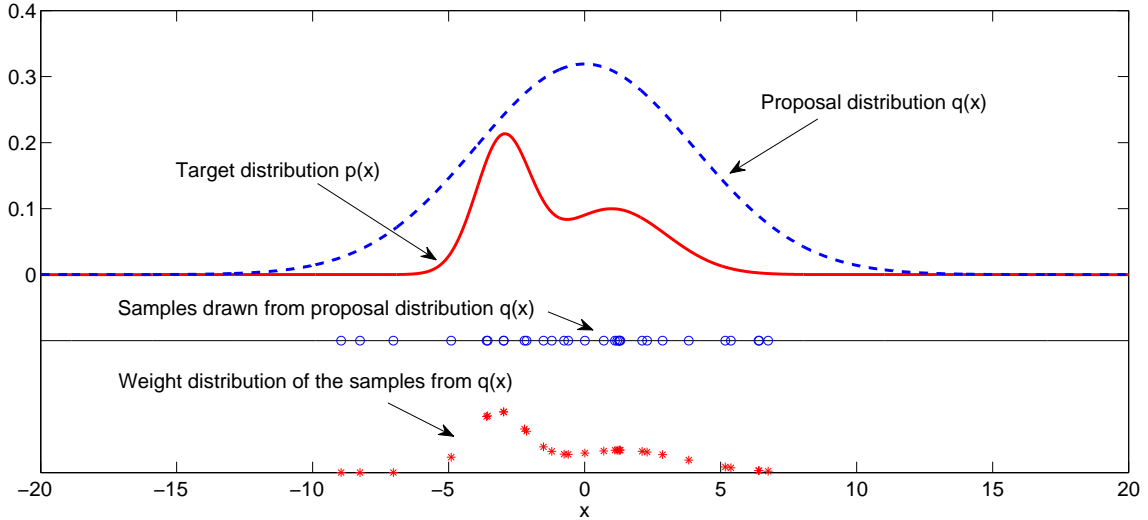 0.4
0.3
Proposal distribution q(x)
0.2
Target distribution p(x)
0.1
0
Samples drawn from proposal distribution q(x)
Weight distribution of the samples from q(x)
−20 −15 −10 −5 0 5 10 15 20
x